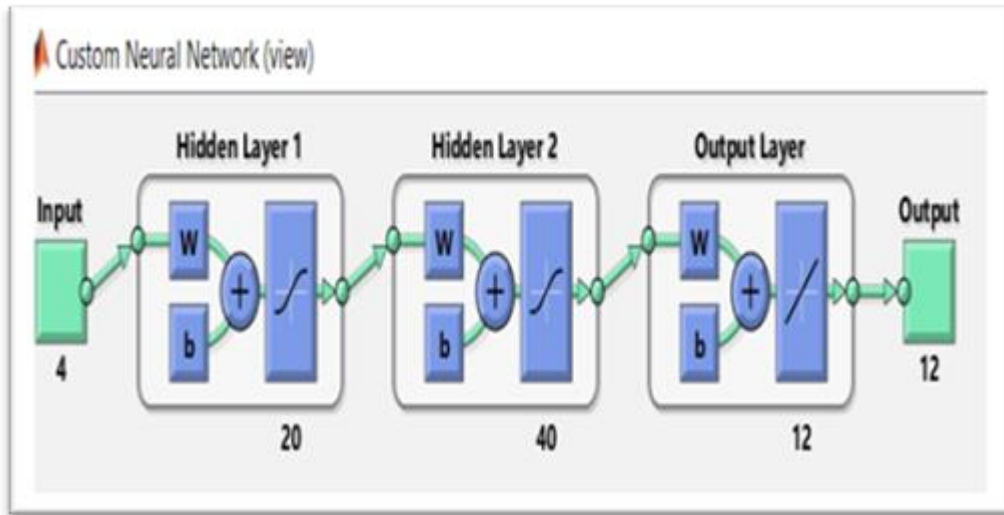 Custom Neural Network (view)
Hidden Layer 1
Hidden Layer 2
Output Layer
Input
Output
W
W
W
+
+
+
b
b
b
4
12
20
40
12